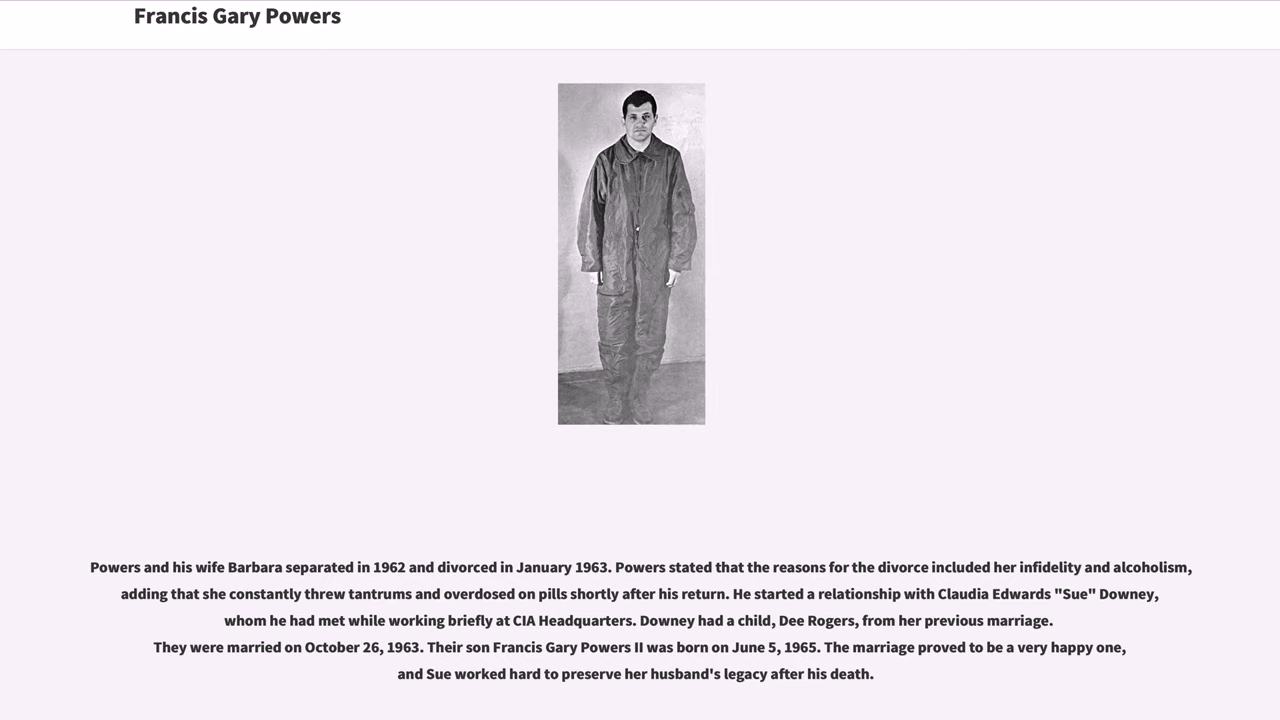 Francis Gary Powers
Powers and his wife Barbara separated in 1962 and divorced in January 1963. Powers stated that the reasons for the divorce included her infidelity and alcoholism,
adding that she constantly threw tantrums and overdosed on pills shortly after his return. He started a relationship with Claudia Edwards "Sue" Downey,
whom he had met while working briefly at CIA Headquarters. Downey had a child, Dee Rogers, from her previous marriage.
They were married on October 26, 1963. Their son Francis Gary Powers II was born on June 5, 1965. The marriage proved to be a very happy one,
and Sue worked hard to preserve her husband's legacy after his death.